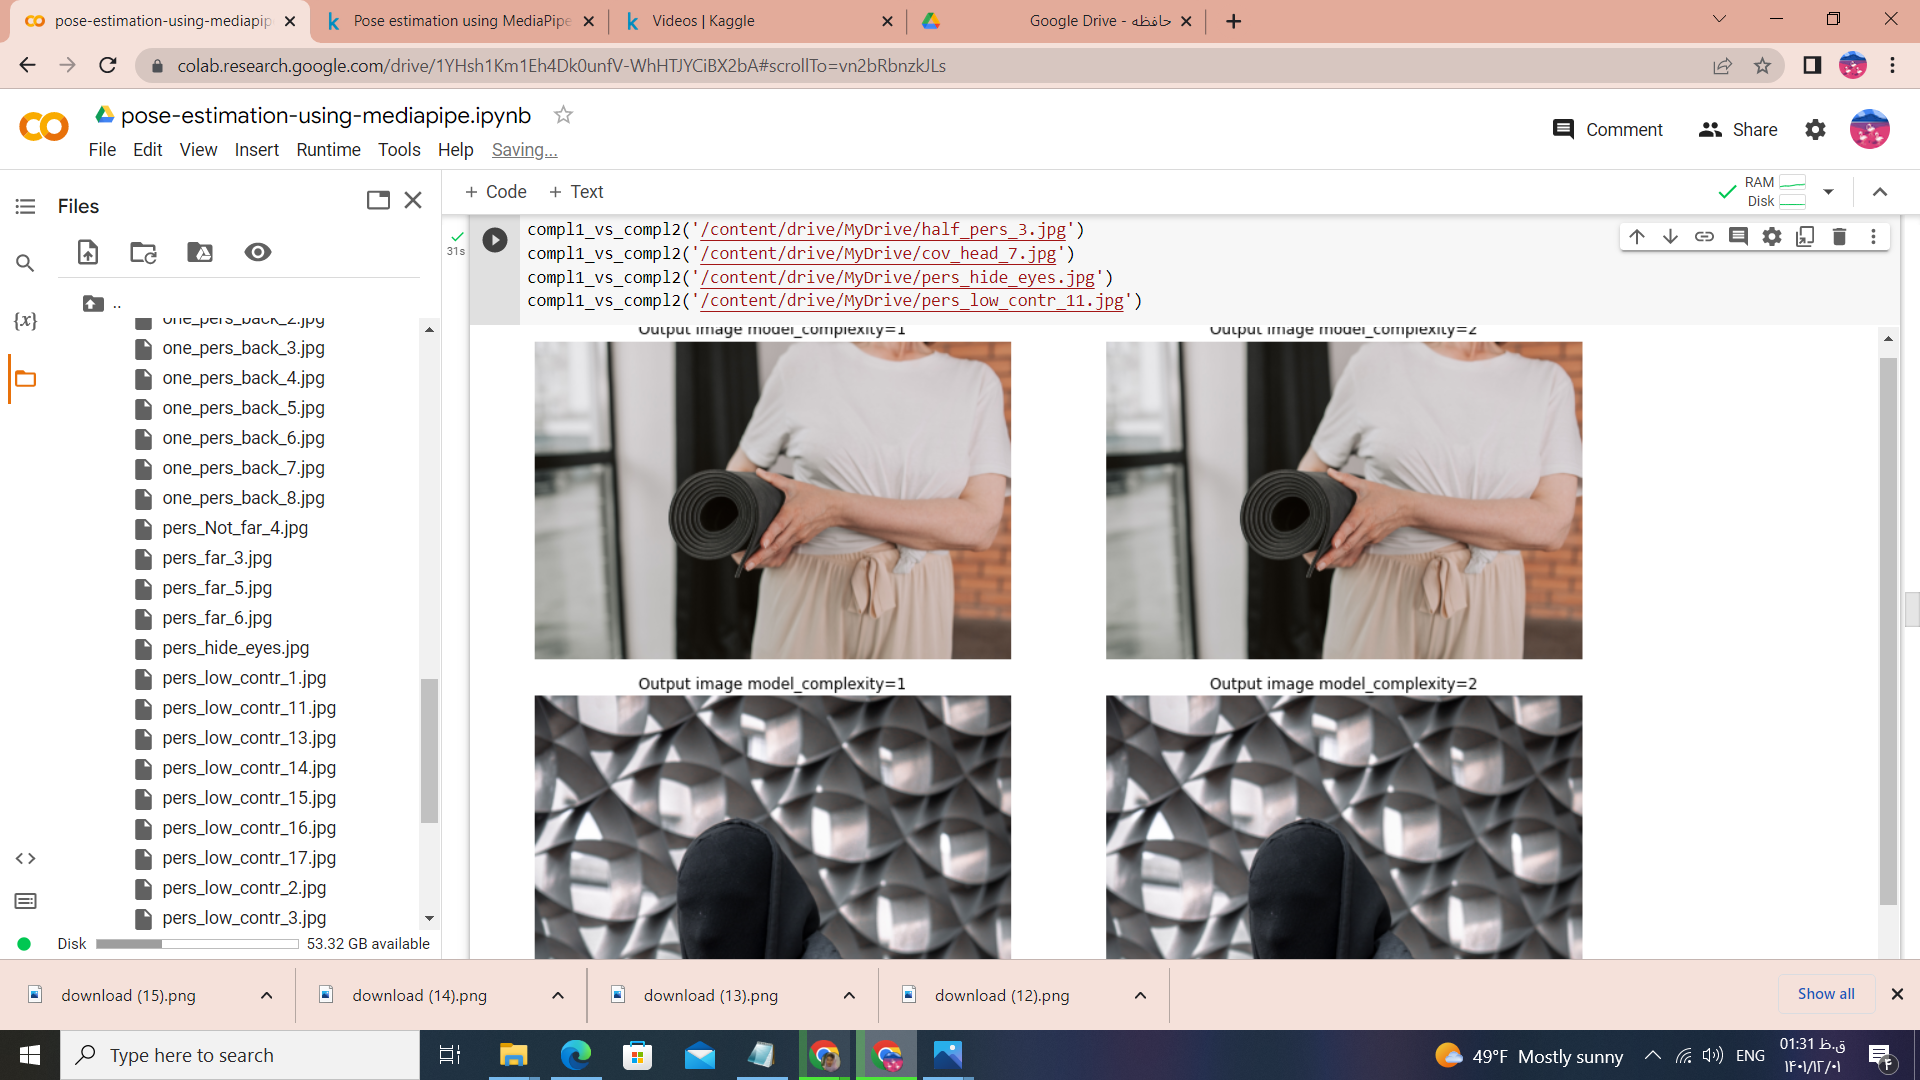 pose-estimation-using-mediapip
Pose estimation using MediaPipe
Videos | Kaggle
حافظه - Google Drive
colab.research.google.com/drive/1YHsh1Km1Eh4Dk0unfV-WhHTJYCiBX2bA#scrollTo=vn2bRbnzkJLs
pose-estimation-using-mediapipe.ipynb
Comment
Share
File Edit View Insert Runtime Tools Help Saving...
Files
+ Code + Text
RAM
Disk
31s
compl1_vs_compl2('/content/drive/MyDrive/half_pers_3.jpg')
compl1_vs_compl2('/content/drive/MyDrive/cov_head_7.jpg')
compl1_vs_compl2('/content/drive/MyDrive/pers_hide_eyes.jpg')
compl1_vs_compl2('/content/drive/MyDrive/pers_low_contr_11.jpg')
{x}
..
one_pers_back_2.jpg
one_pers_back_3.jpg
one_pers_back_4.jpg
one_pers_back_5.jpg
one_pers_back_6.jpg
one_pers_back_7.jpg
one_pers_back_8.jpg
pers_Not_far_4.jpg
pers_far_3.jpg
pers_far_5.jpg
pers_far_6.jpg
pers_hide_eyes.jpg
pers_low_contr_1.jpg
pers_low_contr_11.jpg
pers_low_contr_13.jpg
pers_low_contr_14.jpg
pers_low_contr_15.jpg
pers_low_contr_16.jpg
pers_low_contr_17.jpg
pers_low_contr_2.jpg
pers_low_contr_3.jpg
Disk 53.32 GB available
Output image model_complexity=1
Output image model_complexity=2
Output image model_complexity=1
Output image model_complexity=2
download (15).png
download (14).png
download (13).png
download (12).png
Show all
Type here to search
49°F Mostly sunny
ENG
01:31 ق.ظ
۱۴۰۱/۱۲/۰۱
۴